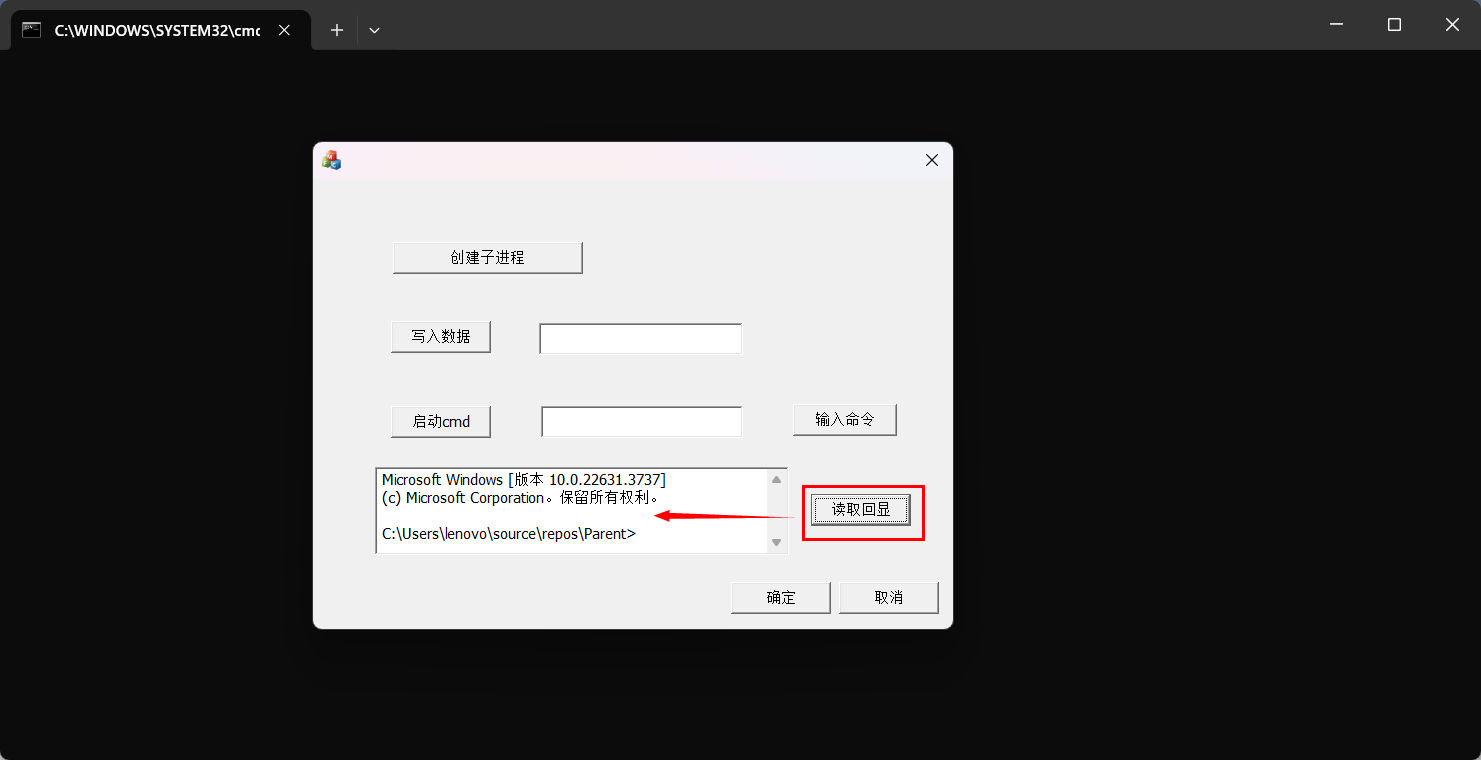 C:\WINDOWS\SYSTEM32\cmd
创建子进程
写入数据
启动cmd
输入命令
Microsoft Windows [版本 10.0.22631.3737]
(c) Microsoft Corporation。保留所有权利。
C:\Users\lenovo\source\repos\Parent>
读取回显
确定
取消